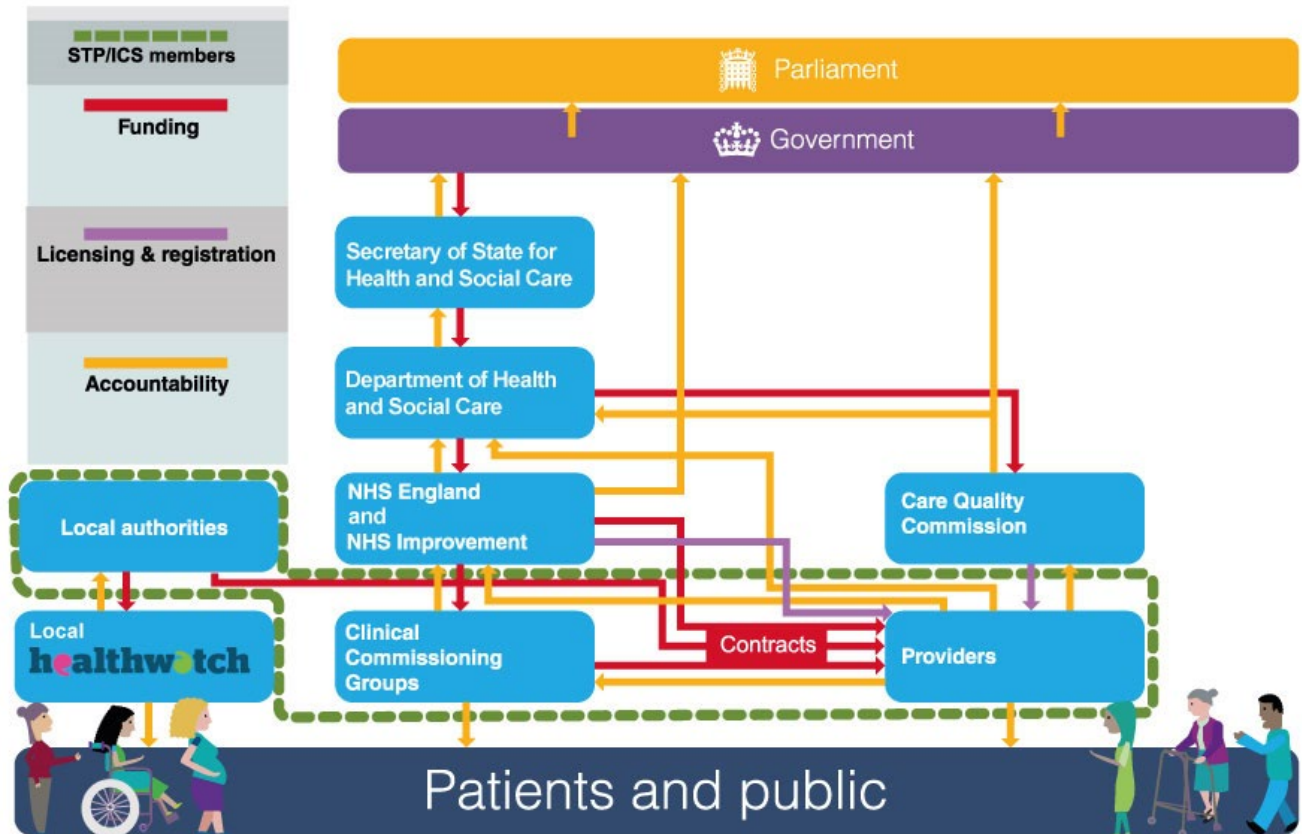 STP/ICS members
Funding
Licensing & registration
Accountability
Parliament
Government
Secretary of State for
Health and Social Care
Department of Health
and Social Care
NHS England
and
NHS Improvement
Care Quality
Commission
Local authorities
Local
healthwatch
Clinical
Commissioning
Groups
Contracts
Providers
Patients and public